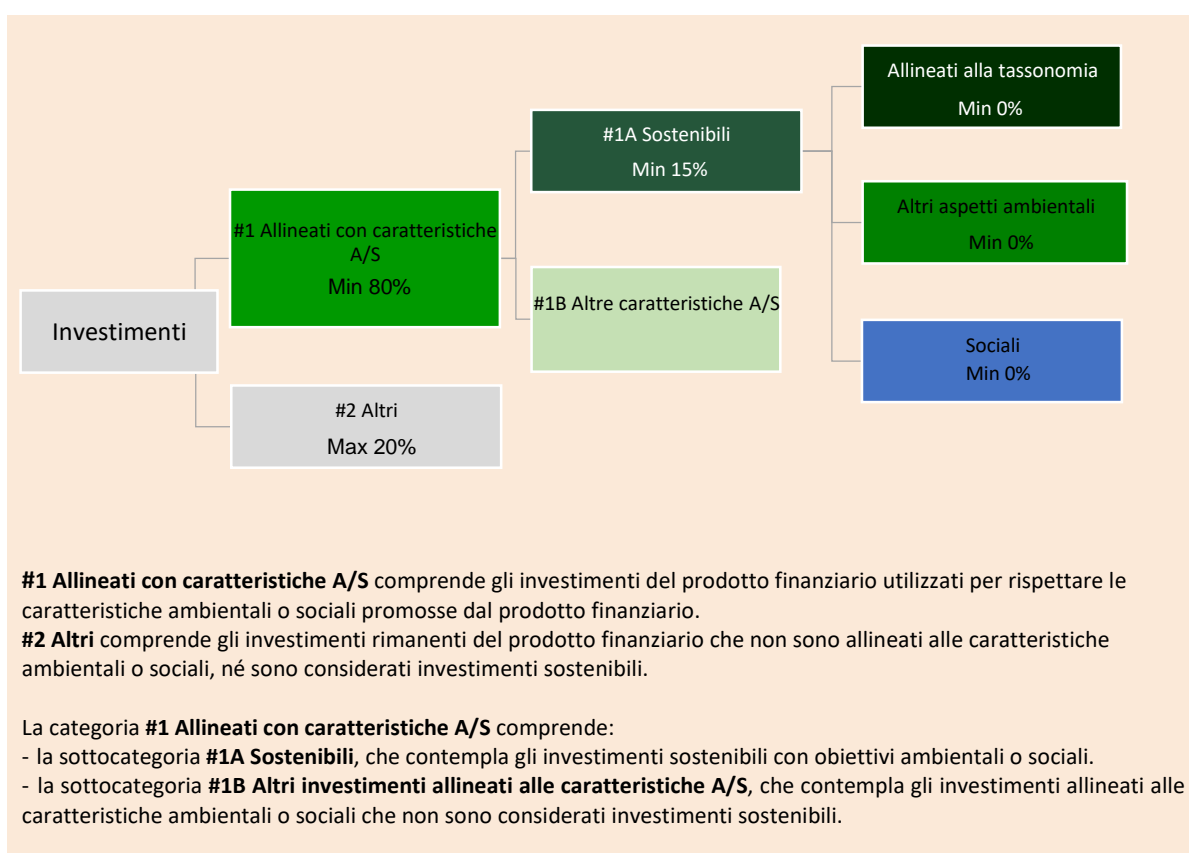 Investimenti
#1 Allineati con caratteristiche
A/S
Min 80%
#2 Altri
Max 20%
#1A Sostenibili
Min 15%
#1B Altre caratteristiche A/S
Allineati alla tassonomia
Min 0%
Altri aspetti ambientali
Min 0%
Sociali
Min 0%
#1 Allineati con caratteristiche A/S comprende gli investimenti del prodotto finanziario utilizzati per rispettare le
caratteristiche ambientali o sociali promosse dal prodotto finanziario.
#2 Altri comprende gli investimenti rimanenti del prodotto finanziario che non sono allineati alle caratteristiche
ambientali o sociali, né sono considerati investimenti sostenibili.
La categoria #1 Allineati con caratteristiche A/S comprende:
- la sottocategoria #1A Sostenibili, che contempla gli investimenti sostenibili con obiettivi ambientali o sociali.
- la sottocategoria #1B Altri investimenti allineati alle caratteristiche A/S, che contempla gli investimenti allineati alle
caratteristiche ambientali o sociali che non sono considerati investimenti sostenibili.